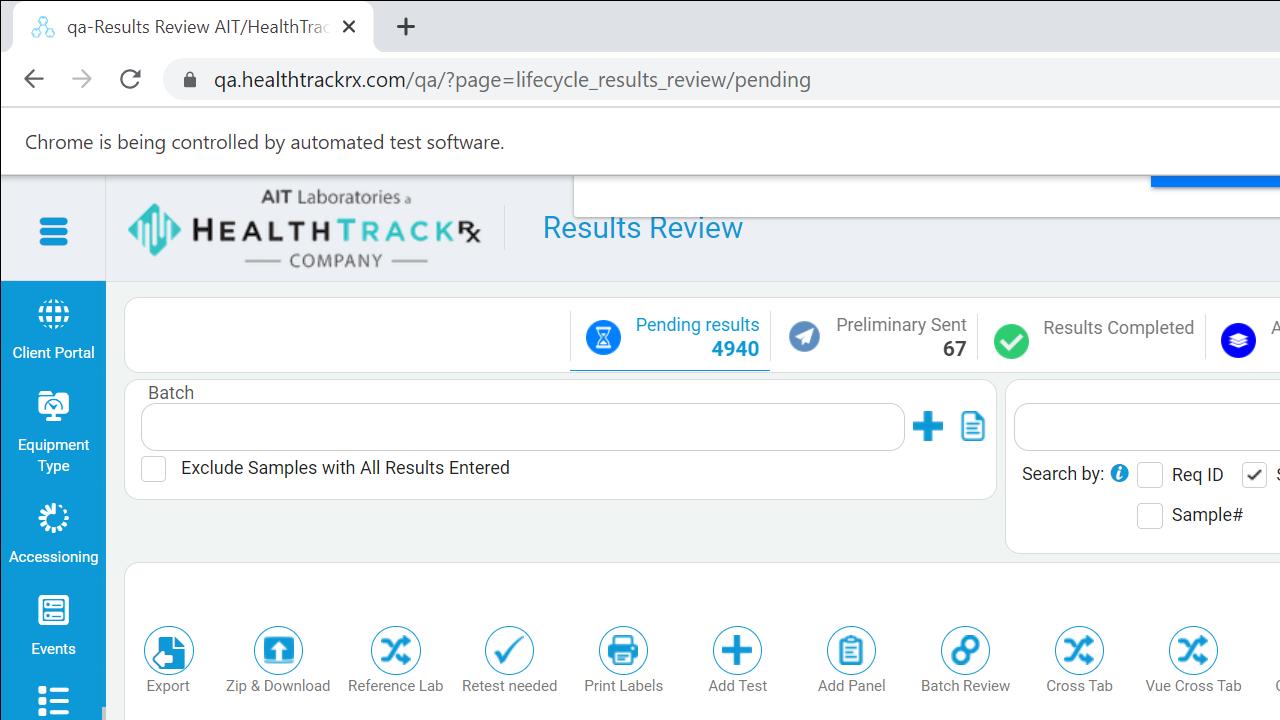 qa-Results Review AIT/HealthTrac
qa.healthtrackrx.com/qa/?page=lifecycle_results_review/pending
Chrome is being controlled by automated test software.
AIT Laboratories a
HEALTHTRACKRx
COMPANY
Results Review
Client Portal
Equipment
Type
Accessioning
Events
Pending results
4940
Preliminary Sent
67
Results Completed
A
Batch
Exclude Samples with All Results Entered
Search by: Req ID
Sample#
Export
Zip & Download
Reference Lab
Retest needed
Print Labels
Add Test
Add Panel
Batch Review
Cross Tab
Vue Cross Tab